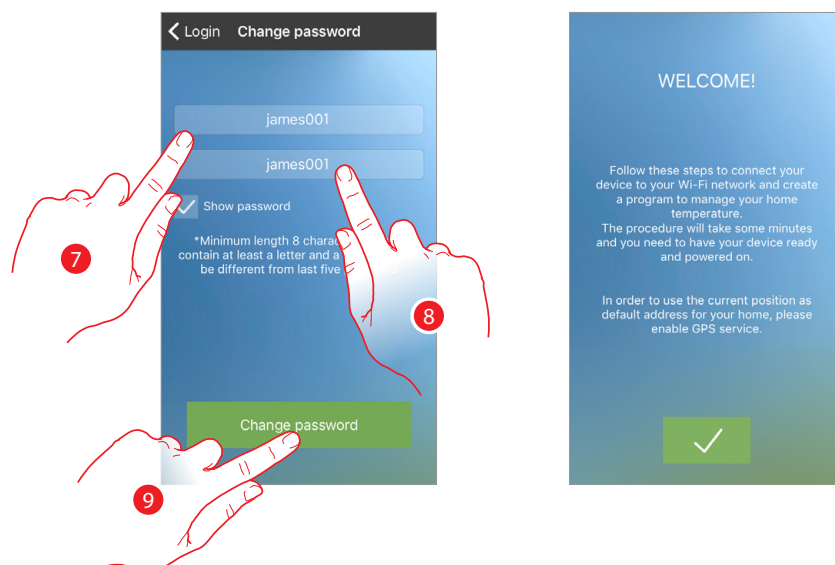 Login Change password
james001
james001
Show password
*Minimum length 8
contain at least a letter and a
be different from last five
Change password
7
8
9
WELCOME!
Follow these steps to connect your
device to your Wi-Fi network and create
a program to manage your home
temperature.
The procedure will take some minutes
and you need to have your device ready
and powered on.
In order to use the current position as
default address for your home, please
enable GPS service.